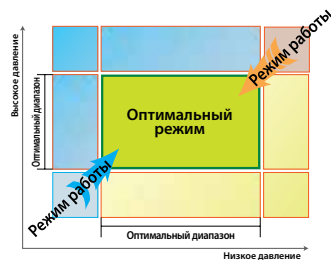 Режим работы
Высокое давление
Оптимальный диапазон
Оптимальный
режим
Режим работы
Оптимальный диапазон
Низкое давление